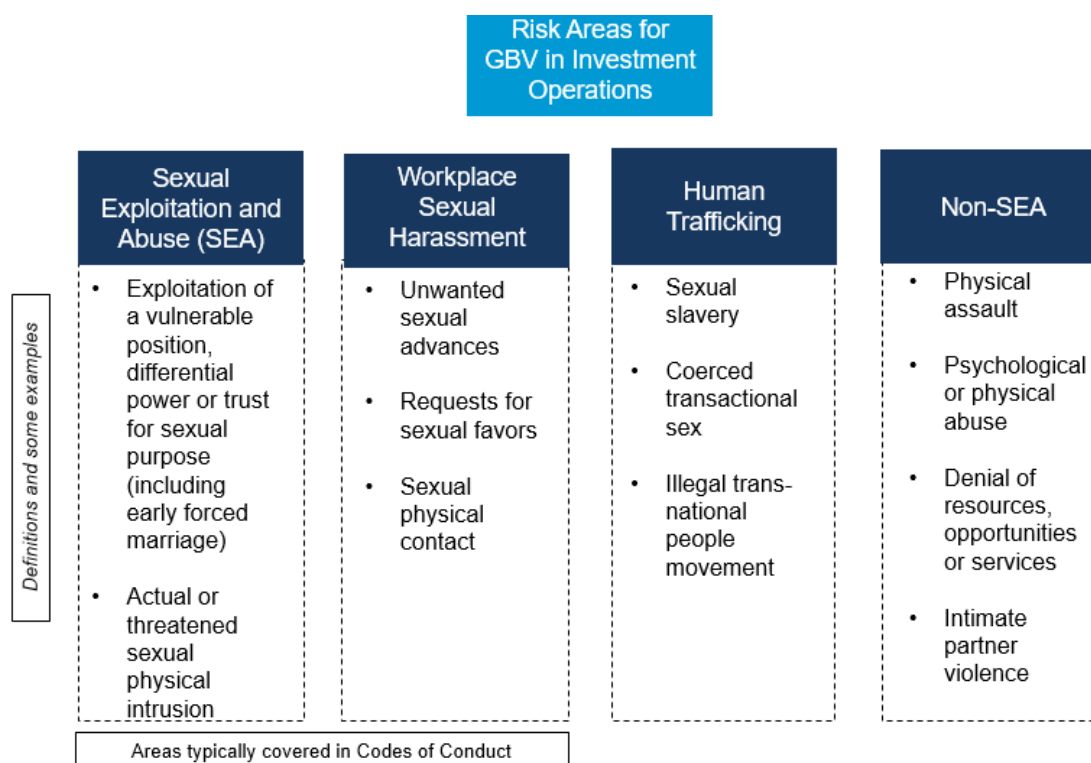 Risk Areas for
GBV in Investment
Operations
Sexual
Exploitation and
Abuse (SEA)
Workplace
Sexual
Harassment
Human
Trafficking
Non-SEA
Definitions and some examples
• Exploitation of
a vulnerable
position,
differential
power or trust
for sexual
purpose
(including
early forced
marriage)
• Actual or
threatened
sexual
physical
intrusion
• Unwanted
sexual
advances
• Requests for
sexual favors
• Sexual
physical
contact
• Sexual
slavery
• Coerced
transactional
sex
• Illegal trans-
national
people
movement
• Physical
assault
• Psychological
or physical
abuse
• Denial of
resources,
opportunities
or services
• Intimate
partner
violence
Areas typically covered in Codes of Conduct